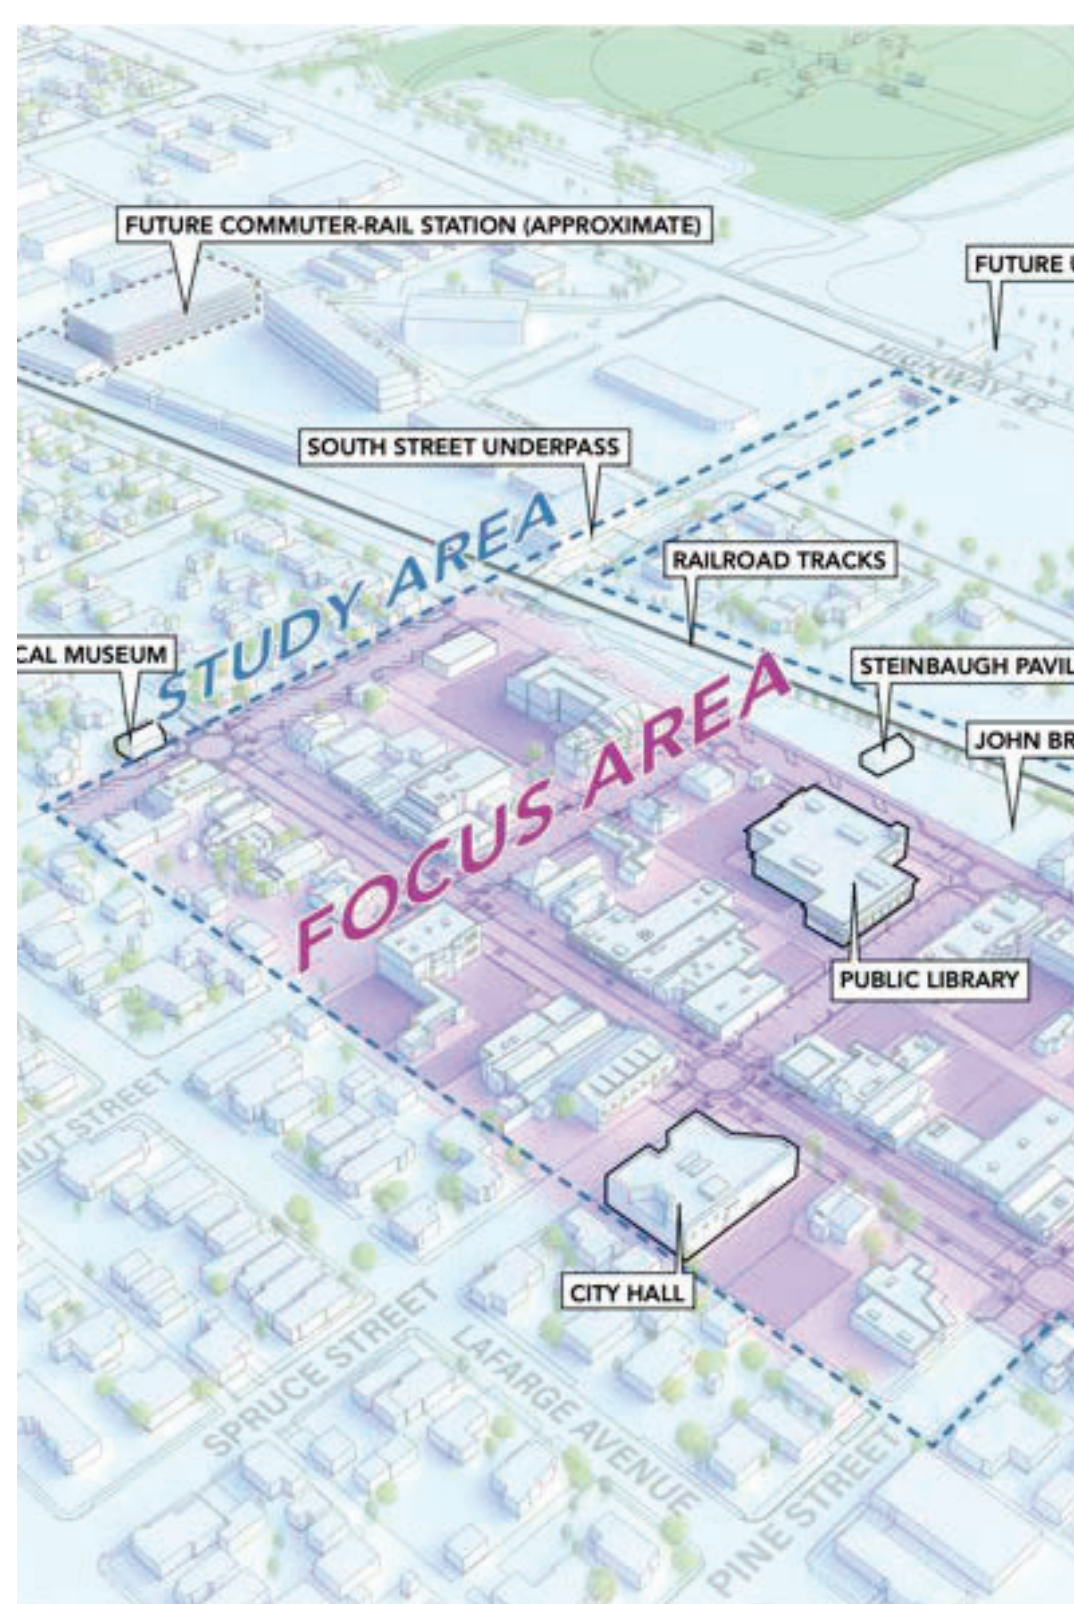 FUTURE COMMUTER-RAIL STATION (APPROXIMATE)
FUTURE U
HIGHWAY 42
SOUTH STREET UNDERPASS
STUDY AREA
RAILROAD TRACKS
CAL MUSEUM
STEINBAUGH PAVIL
JOHN BR
FOCUS AREA
PUBLIC LIBRARY
NUT STREET
CITY HALL
SPRUCE STREET
LAFARGE AVENUE
PINE STREET